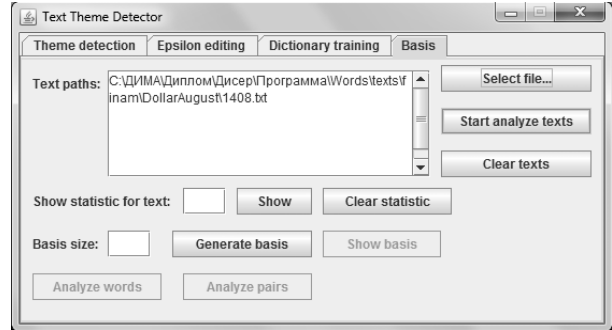 Text Theme Detector
Theme detection Epsilon editing Dictionary training Basis
Text paths: C:\ДИМА\Диплом\Дисер\Программа\Words\texts\f
inam\DollarAugust\1408.txt
Select file...
Start analyze texts
Clear texts
Show statistic for text: Show Clear statistic
Basis size: Generate basis Show basis
Analyze words Analyze pairs